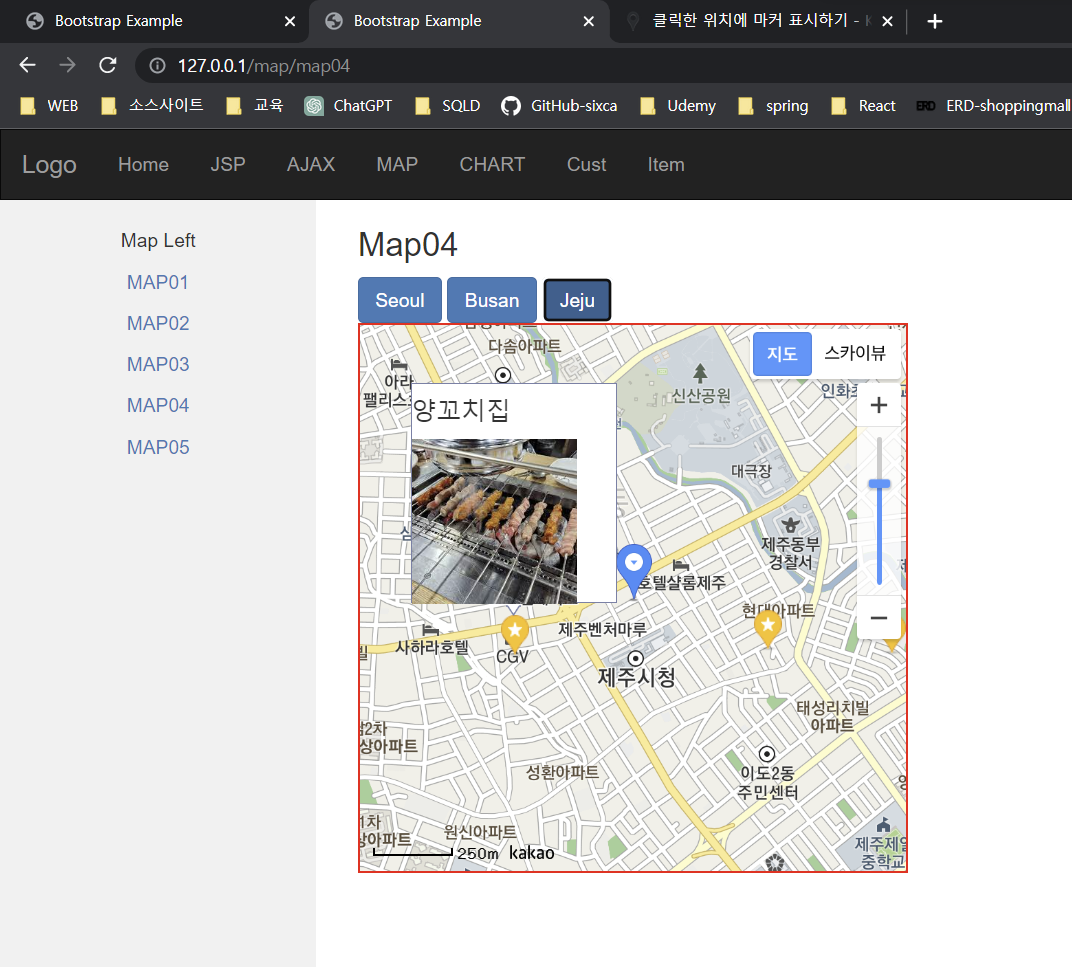 Bootstrap Example
Bootstrap Example
클릭한 위치에 마커 표시하기 -
127.0.0.1/map/map04
WEB 소스사이트 교육 ChatGPT SQLD GitHub-sixca Udemy spring React ERD ERD-shoppingmall
Logo Home JSP AJAX MAP CHART Cust Item
Map Left
MAP01
MAP02
MAP03
MAP04
MAP05
Map04
Seoul Busan Jeju
다솜아파트
지도 스카이뷰
아라
팰리스
신산공원
인화초
양꼬치집
대극장
제주동부
경찰서
호텔샬롬제주
현대아파트
제주벤처마루
사하라호텔
CGV
제주시청
태성리치빌
아파트
2차
상아파트
성환아파트
이도2동
주민센터
1차
상아파트
원신아파트
제주제일
중학교
250m kakao